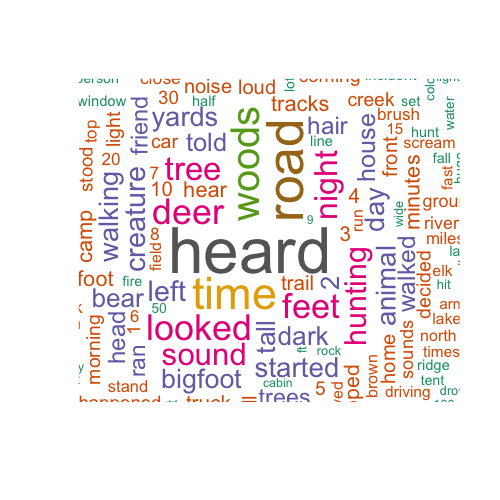 close
noise
loud
window
30
half
tracks
creek
set
yards
hair
brush
top
light
friend
car
told
woods
road
line
house
15
hunt
water
stood
20
tree
night
front
scream
fall
7
10
hear
fast
walking
creature
deer
9
4
run
day
wide
minutes
camp
8
field
heard
3
river
foot
fire
bear
left
time
trail
2
hunting
animal
walked
decided
elk
hit
50
feet
1
6
looked
tall
dark
lake
morning
head
ran
sound
ft
rock
home
sounds
north
times
ridge
stand
bigfoot
started
cabin
5
trees
brown
driving
tent
truck
happened